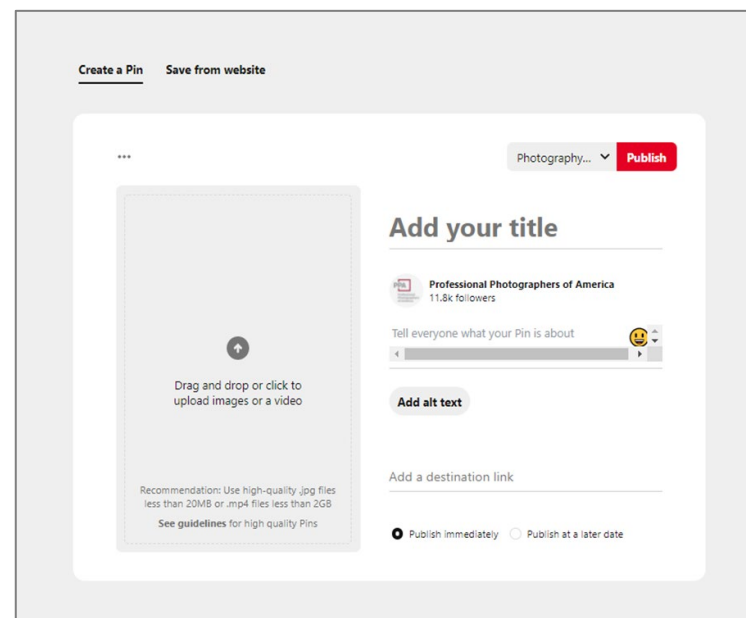 Create a Pin Save from website
Photography... Publish
Add your title
PPA
Professional Photographers of America
11.8k followers
Tell everyone what your Pin is about
Drag and drop or click to
upload images or a video
Add alt text
Add a destination link
Recommendation: Use high-quality .jpg files
less than 20MB or .mp4 files less than 2GB
See guidelines for high quality Pins
Publish immediately Publish at a later date